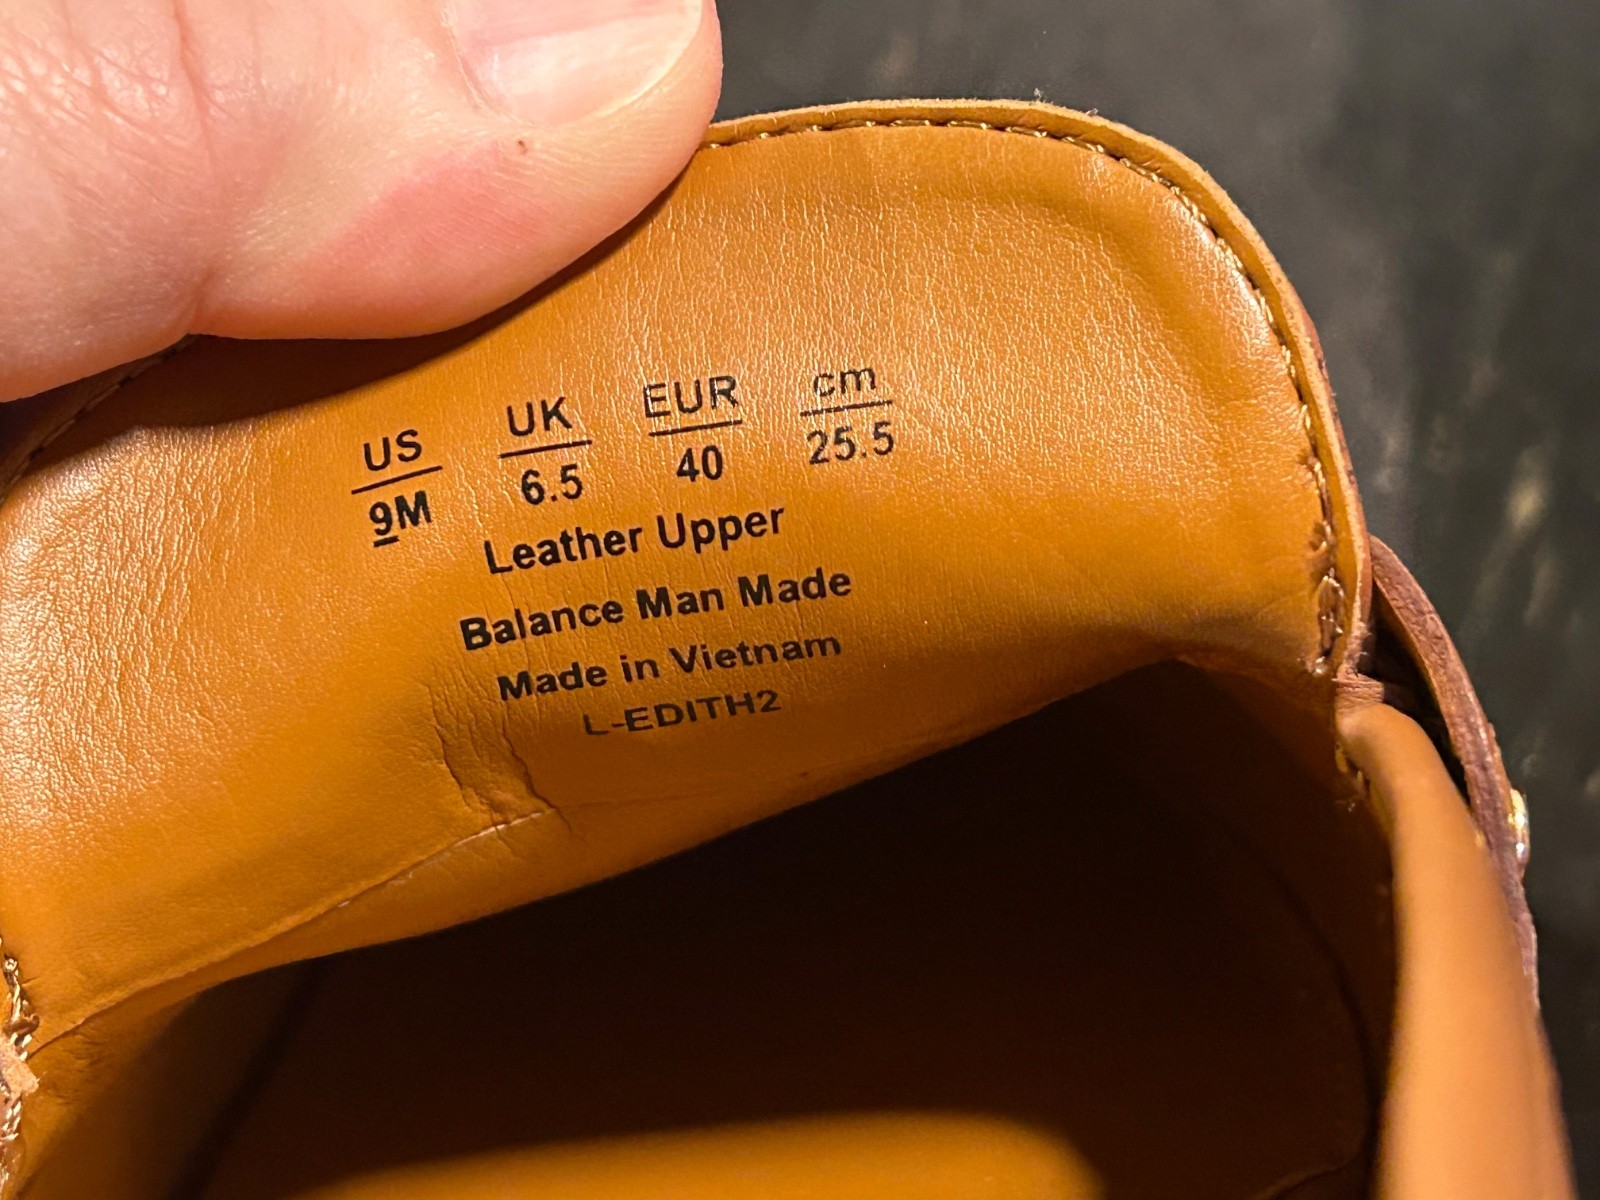 US UK EUR cm
9M 6.5 40 25.5
Leather Upper
Balance Man Made
Made in Vietnam
L-EDITH2